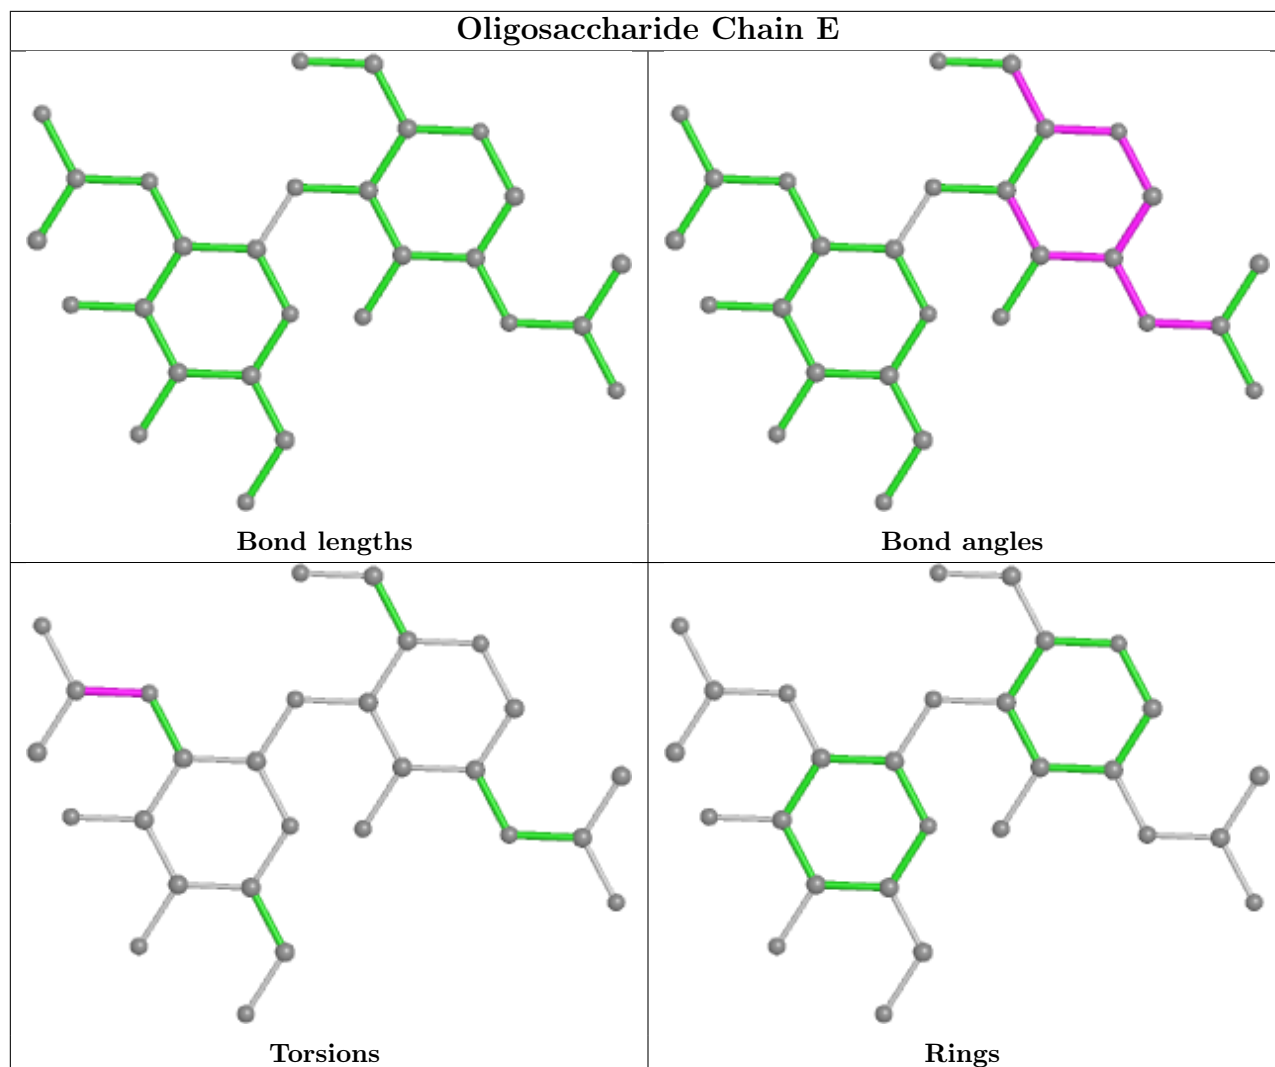 Oligosaccharide Chain E
Bond lengths
Bond angles
Torsions
Rings